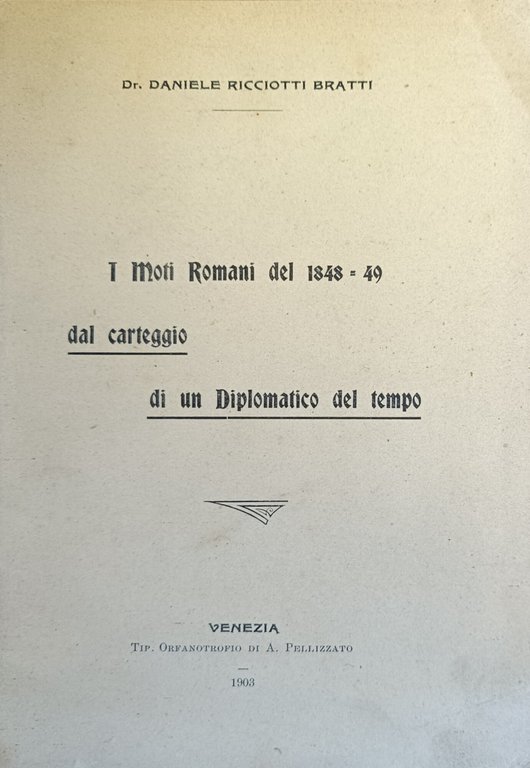 Dr. DANIELE RICCIOTTI BRATTI
I Moti Romani del 1848 = 49
dal carteggio
di un Diplomatico del tempo
VENEZIA
TIP. ORFANOTROFIO DI A. PELLIZZATO
1903